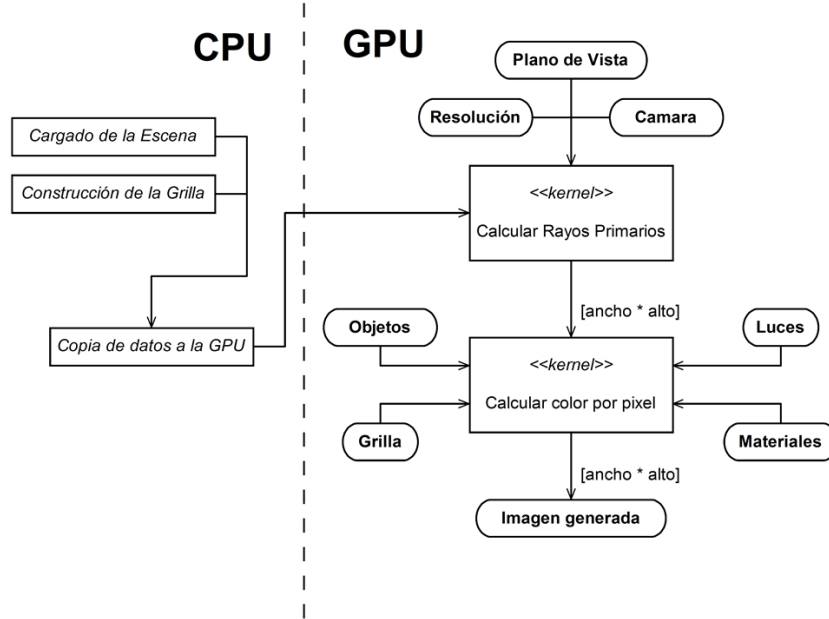 CPU
GPU
Plano de Vista
Resolución
Camara
Cargado de la Escena
Construcción de la Grilla
<<kernel>>
Calcular Rayos Primarios
[ancho * alto]
Copia de datos a la GPU
Objetos
Luces
<<kernel>>
Calcular color por pixel
Grilla
Materiales
[ancho * alto]
Imagen generada